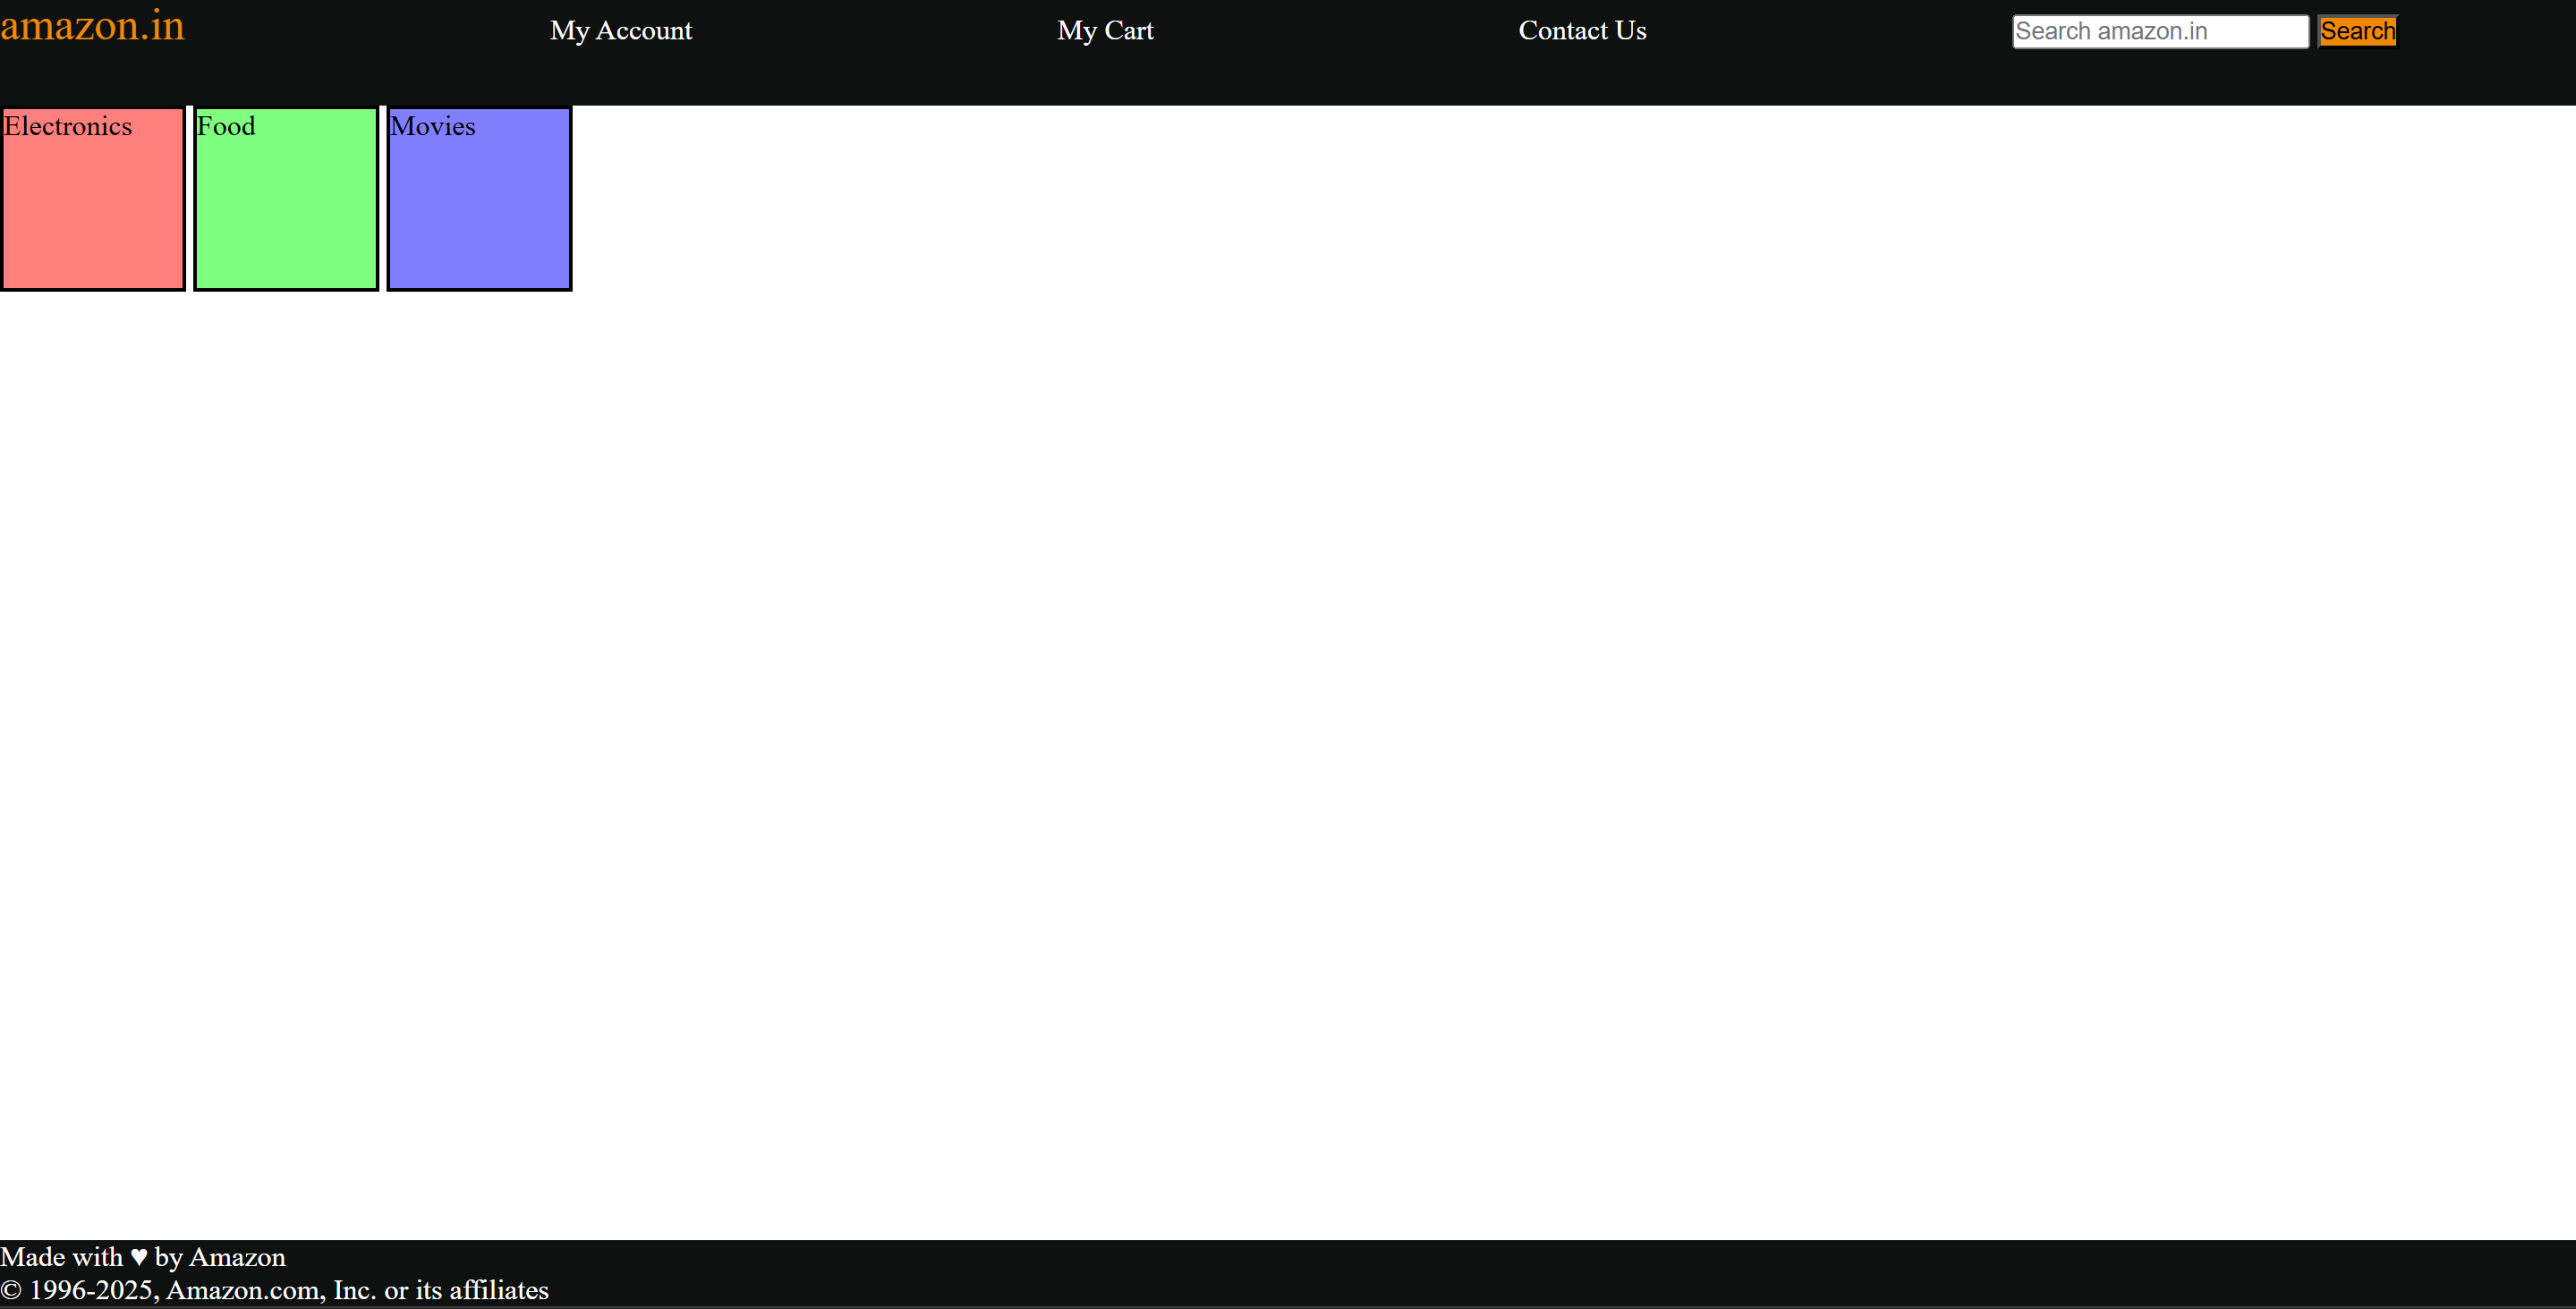 amazon.in My Account My Cart Contact Us Search amazon.in Search
Electronics Food Movies
Made with ♥ by Amazon
© 1996-2025, Amazon.com, Inc. or its affiliates